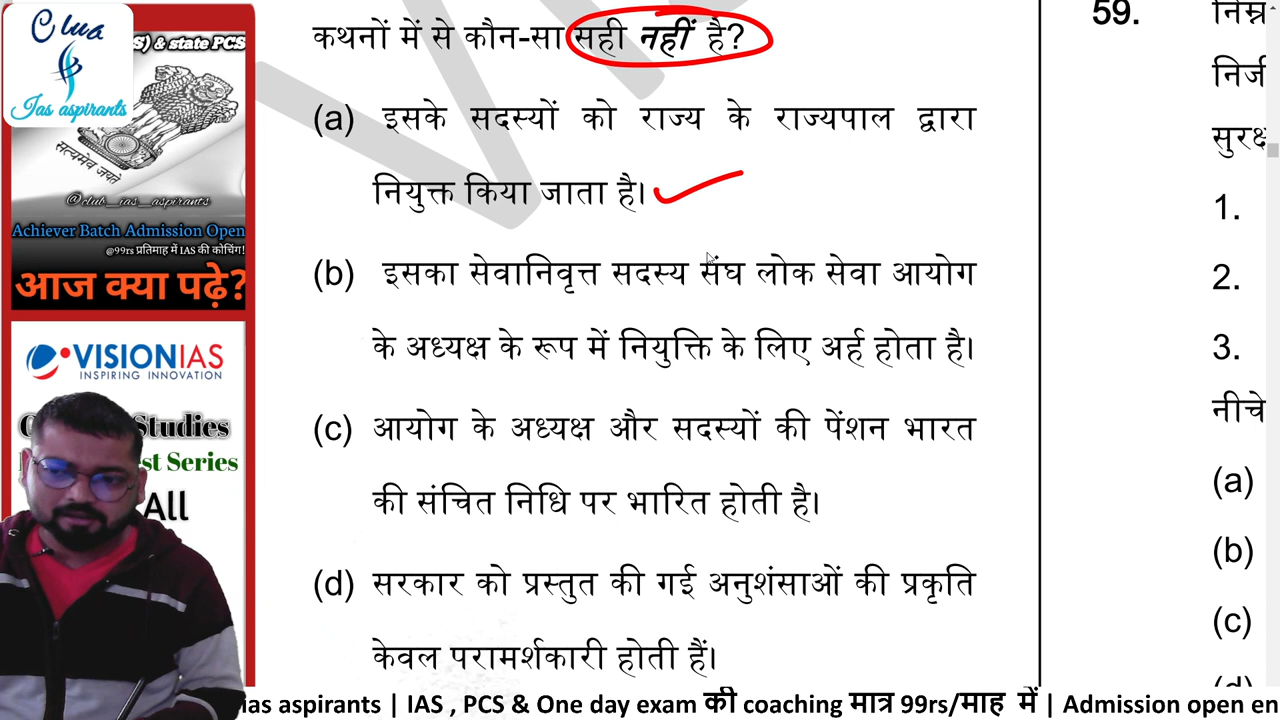 Clua
Ias aspirants
S) & state PCS
सत्यमेव जयते
@club_ias_aspirants
Achiever Batch Admission Open
@99rs प्रतिमाह में IAS की कोचिंग!
आज क्या पढ़े?
VISIONIAS
INSPIRING INNOVATION
Studies
st Series
All
कथनों में से कौन-सा सही नहीं है?
(a) इसके सदस्यों को राज्य के राज्यपाल द्वारा
नियुक्त किया जाता है।
(b) इसका सेवानिवृत्त सदस्य संघ लोक सेवा आयोग
के अध्यक्ष के रूप में नियुक्ति के लिए अर्ह होता है।
(c) आयोग के अध्यक्ष और सदस्यों की पेंशन भारत
की संचित निधि पर भारित होती है।
(d) सरकार को प्रस्तुत की गई अनुशंसाओं की प्रकृति
केवल परामर्शकारी होती हैं।
59. निम्न
निर्ज
सुरक्ष
1.
2.
3.
नीचे
(a)
(b)
(c)
ias aspirants | IAS , PCS & One day exam की coaching मात्र 99rs/माह में | Admission open en